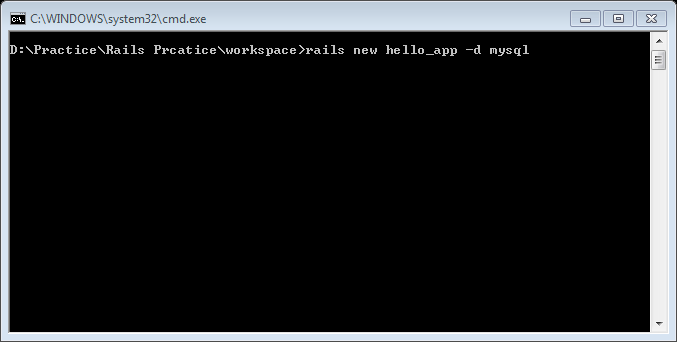 C:\WINDOWS\system32\cmd.exe
D:\Practice\Rails Prcatice\workspace>rails new hello_app -d mysql